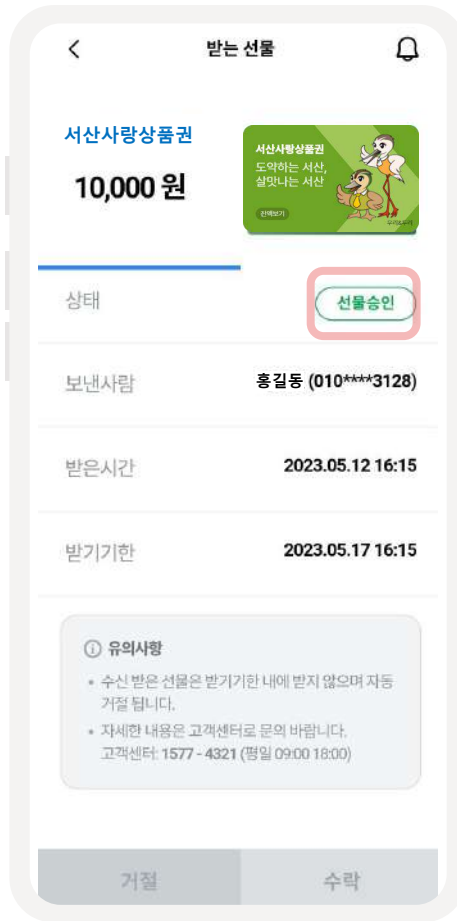 받는 선물
서산사랑상품권
10,000 원
서산사랑상품권
도약하는 서산,
살맛나는 서산
잔액보기
상태
선물승인
보낸사람
홍길동 (010****3128)
받은시간
2023.05.12 16:15
받기기한
2023.05.17 16:15
유의사항
• 수신 받은 선물은 받기기한 내에 받지 않으며 자동
거절 됩니다.
• 자세한 내용은 고객센터로 문의 바랍니다.
고객센터: 1577 - 4321 (평일 09:00 18:00)
거절
수락